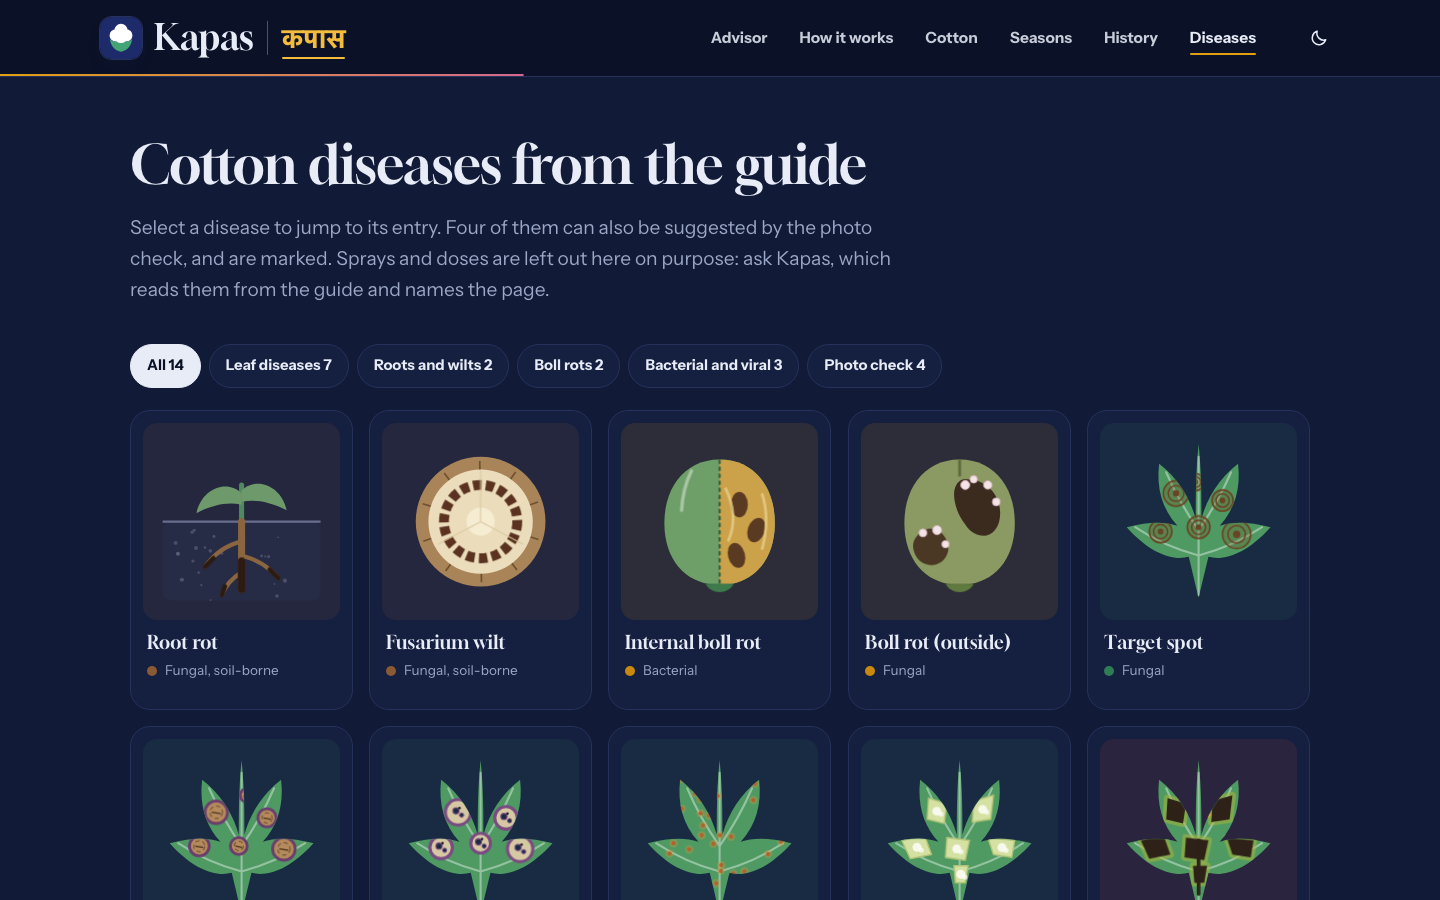 Kapas
कपास
Advisor
How it works
Cotton
Seasons
History
Diseases
Cotton diseases from the guide
Select a disease to jump to its entry. Four of them can also be suggested by the photo
check, and are marked. Sprays and doses are left out here on purpose: ask Kapas, which
reads them from the guide and names the page.
All 14
Leaf diseases 7
Roots and wilts 2
Boll rots 2
Bacterial and viral 3
Photo check 4
Root rot
Fungal, soil-borne
Fusarium wilt
Fungal, soil-borne
Internal boll rot
Bacterial
Boll rot (outside)
Fungal
Target spot
Fungal